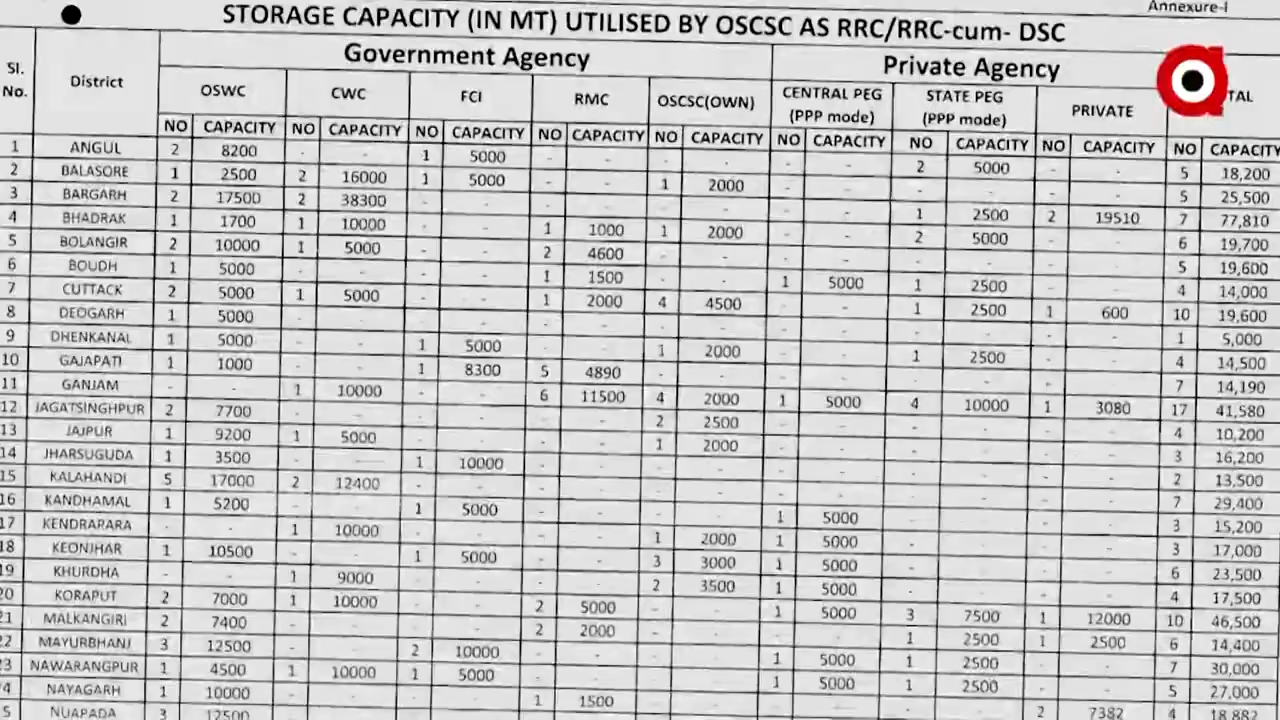 Annexure-I
STORAGE CAPACITY (IN MT) UTILISED BY OSCSC AS RRC/RRC-cum- DSC
Sl. No. District Government Agency Private Agency TAL
OSWC CWC FCI RMC OSCSC(OWN) CENTRAL PEG (PPP mode) STATE PEG (PPP mode) PRIVATE
NO CAPACITY NO CAPACITY NO CAPACITY NO CAPACITY NO CAPACITY NO CAPACITY NO CAPACITY NO CAPACITY NO CAPACITY
1 ANGUL 2 8200 - - 1 5000 - - - - - - 2 5000 - - 5 18,200
2 BALASORE 1 2500 2 16000 1 5000 - - 1 2000 - - - - - - 5 25,500
3 BARGARH 2 17500 2 38300 - - - - - - - - 1 2500 2 19510 7 77,810
4 BHADRAK 1 1700 1 10000 - - 1 1000 1 2000 - - 2 5000 - - 6 19,700
5 BOLANGIR 2 10000 1 5000 - - 2 4600 - - - - - - - - 5 19,600
6 BOUDH 1 5000 - - - - 1 1500 - - 1 5000 1 2500 - - 4 14,000
7 CUTTACK 2 5000 1 5000 - - 1 2000 4 4500 - - 1 2500 1 600 10 19,600
8 DEOGARH 1 5000 - - - - - - - - - - - - - - 1 5,000
9 DHENKANAL 1 5000 - - 1 5000 - - 1 2000 - - 1 2500 - - 4 14,500
10 GAJAPATI 1 1000 - - 1 8300 5 4890 - - - - - - - - 7 14,190
11 GANJAM - - 1 10000 - - 6 11500 4 2000 1 5000 4 10000 1 3080 17 41,580
12 JAGATSINGHPUR 2 7700 - - - - - - 2 2500 - - - - - - 4 10,200
13 JAJPUR 1 9200 1 5000 - - - - 1 2000 - - - - - - 3 16,200
14 JHARSUGUDA 1 3500 - - 1 10000 - - - - - - - - - - 2 13,500
15 KALAHANDI 5 17000 2 12400 - - - - - - - - - - - - 7 29,400
16 KANDHAMAL 1 5200 - - 1 5000 - - - - 1 5000 - - - - 3 15,200
17 KENDRAPARA - - 1 10000 - - - - 1 2000 1 5000 - - - - 3 17,000
18 KEONJHAR 1 10500 - - 1 5000 - - 3 3000 1 5000 - - - - 6 23,500
19 KHURDHA - - 1 9000 - - - - 2 3500 1 5000 - - - - 4 17,500
20 KORAPUT 2 7000 1 10000 - - 2 5000 - - 1 5000 3 7500 1 12000 10 46,500
21 MALKANGIRI 2 7400 - - - - 2 2000 - - - - 1 2500 1 2500 6 14,400
22 MAYURBHANJ 3 12500 - - 2 10000 - - - - 1 5000 1 2500 - - 7 30,000
23 NAWARANGPUR 1 4500 1 10000 1 5000 - - - - 1 5000 1 2500 - - 5 27,000
4 NAYAGARH 1 10000 - - - - 1 1500 - - - - - -
5 NUAPADA 3 12500 2 7382 4 18,882